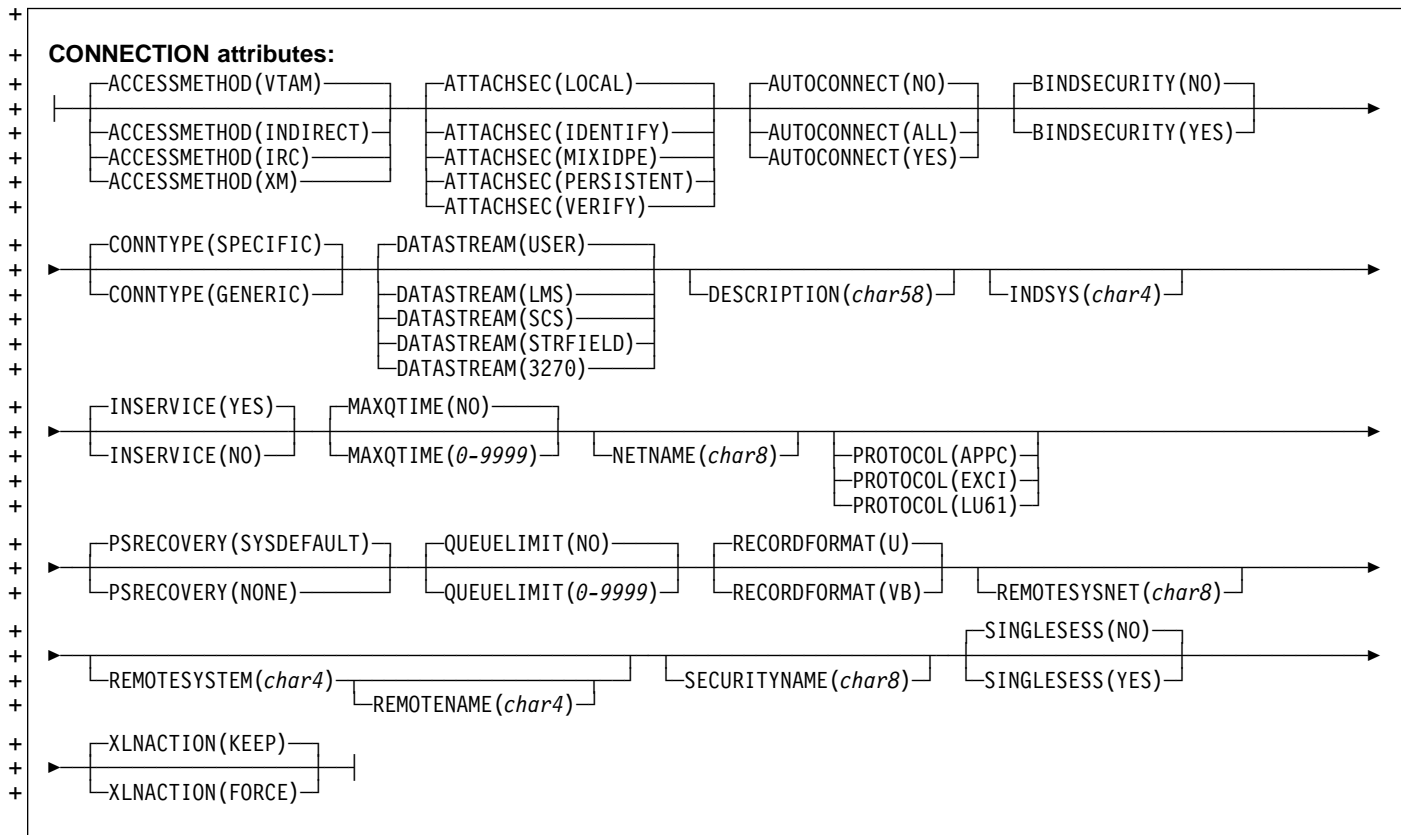 +
+ CONNECTION attributes:
+ ACCESSMETHOD(VTAM) ATTACHSEC(LOCAL) AUTOCONNECT(NO) BINDSECURITY(NO)
+
+ ACCESSMETHOD(INDIRECT) ATTACHSEC(IDENTIFY) AUTOCONNECT(ALL) BINDSECURITY(YES)
+ ACCESSMETHOD(IRC) ATTACHSEC(MIXIDPE) AUTOCONNECT(YES)
+ ACCESSMETHOD(XM) ATTACHSEC(PERSISTENT)
+ ATTACHSEC(VERIFY)
+ CONNTYPE(SPECIFIC) DATASTREAM(USER)
+
+ CONNTYPE(GENERIC) DATASTREAM(LMS) DESCRIPTION(char58) INDSYS(char4)
+ DATASTREAM(SCS)
+ DATASTREAM(STRFIELD)
+ DATASTREAM(3270)
+ INSERVICE(YES) MAXQTIME(NO)
+
+ INSERVICE(NO) MAXQTIME(0-9999) NETNAME(char8) PROTOCOL(APPC)
+ PROTOCOL(EXCI)
+ PROTOCOL(LU61)
+ PSRECOVERY(SYSDEFAULT) QUEUELIMIT(NO) RECORDFORMAT(U)
+
+ PSRECOVERY(NONE) QUEUELIMIT(0-9999) RECORDFORMAT(VB) REMOTESYSNET(char8)
+ SINGLESESS(NO)
+
+ REMOTESYSTEM(char4) SECURITYNAME(char8) SINGLESESS(YES)
+ REMOTENAME(char4)
+ XLNACTION(KEEP)
+
+ XLNACTION(FORCE)